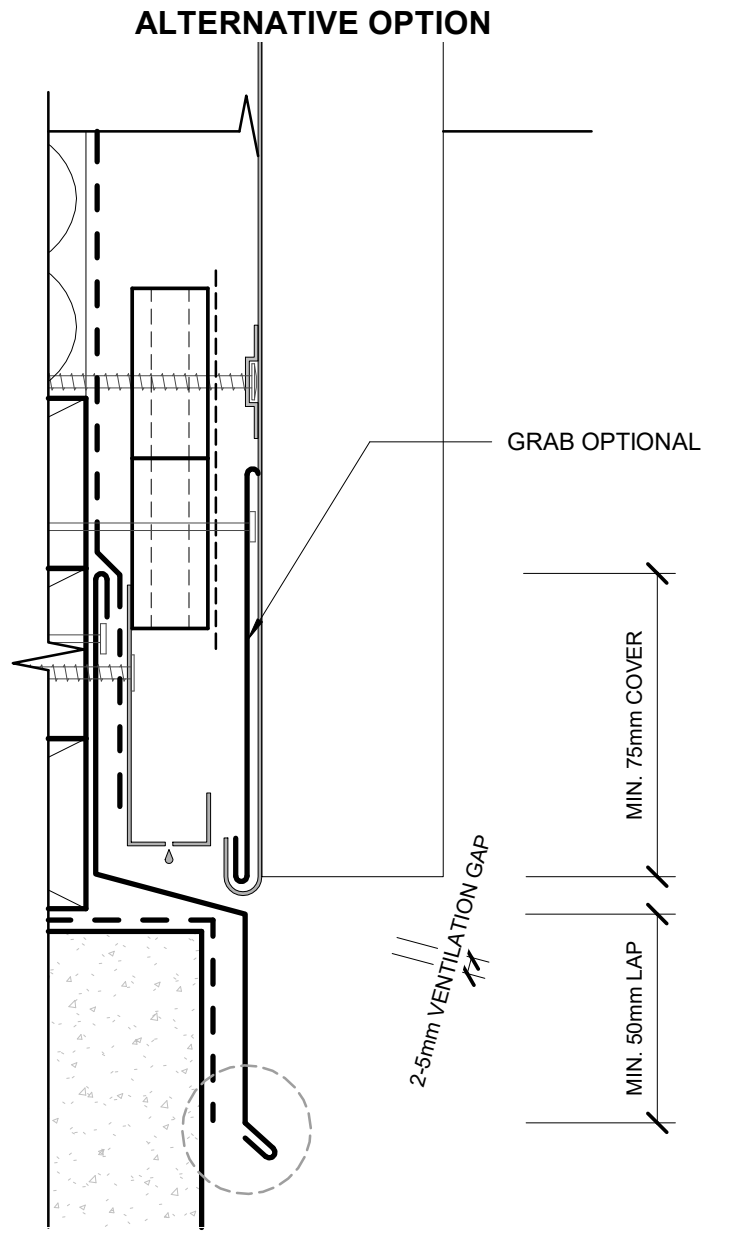 ALTERNATIVE OPTION
GRAB OPTIONAL
MIN. 75mm COVER
2-5mm VENTILATION GAP
MIN. 50mm LAP